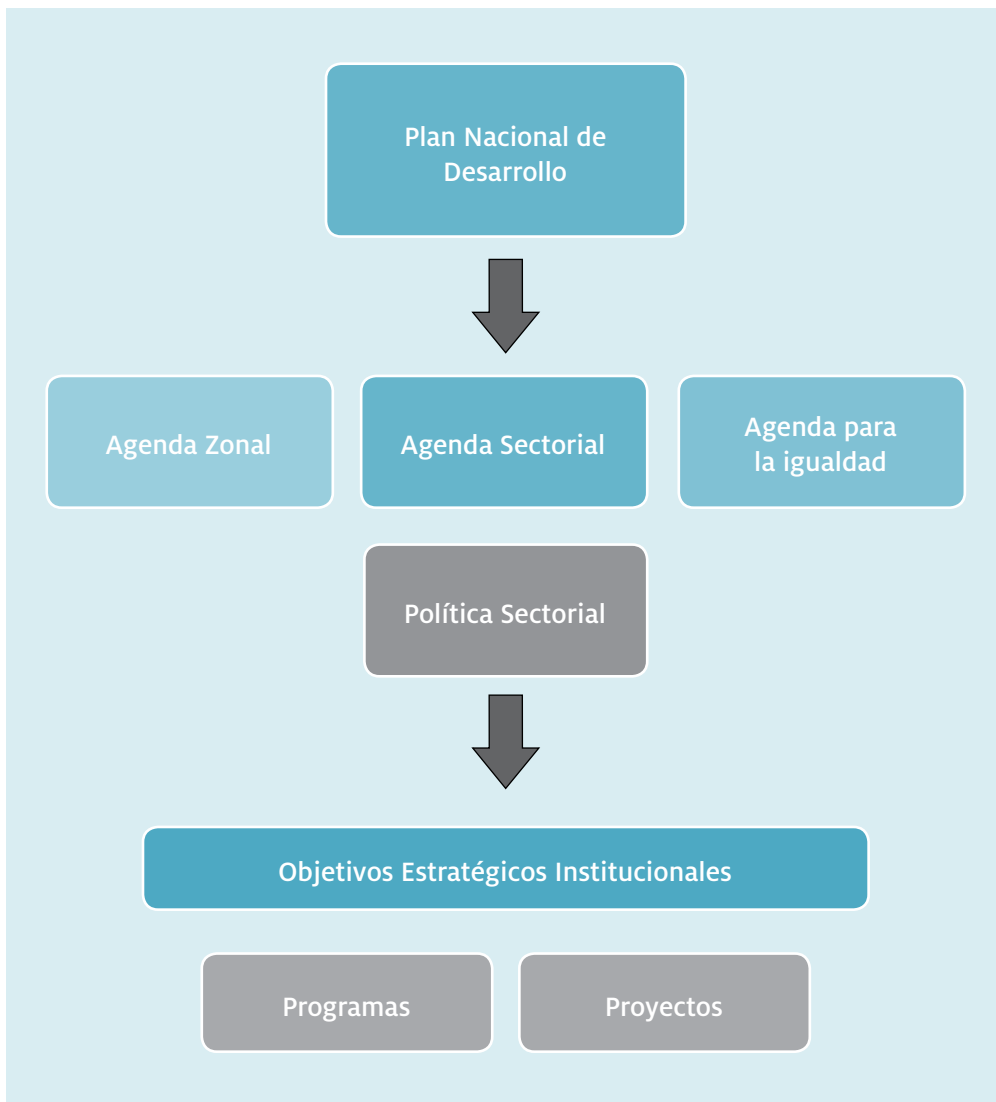 Plan Nacional de
Desarrollo
Agenda Zonal
Agenda Sectorial
Agenda para
la igualdad
Política Sectorial
Objetivos Estratégicos Institucionales
Programas
Proyectos